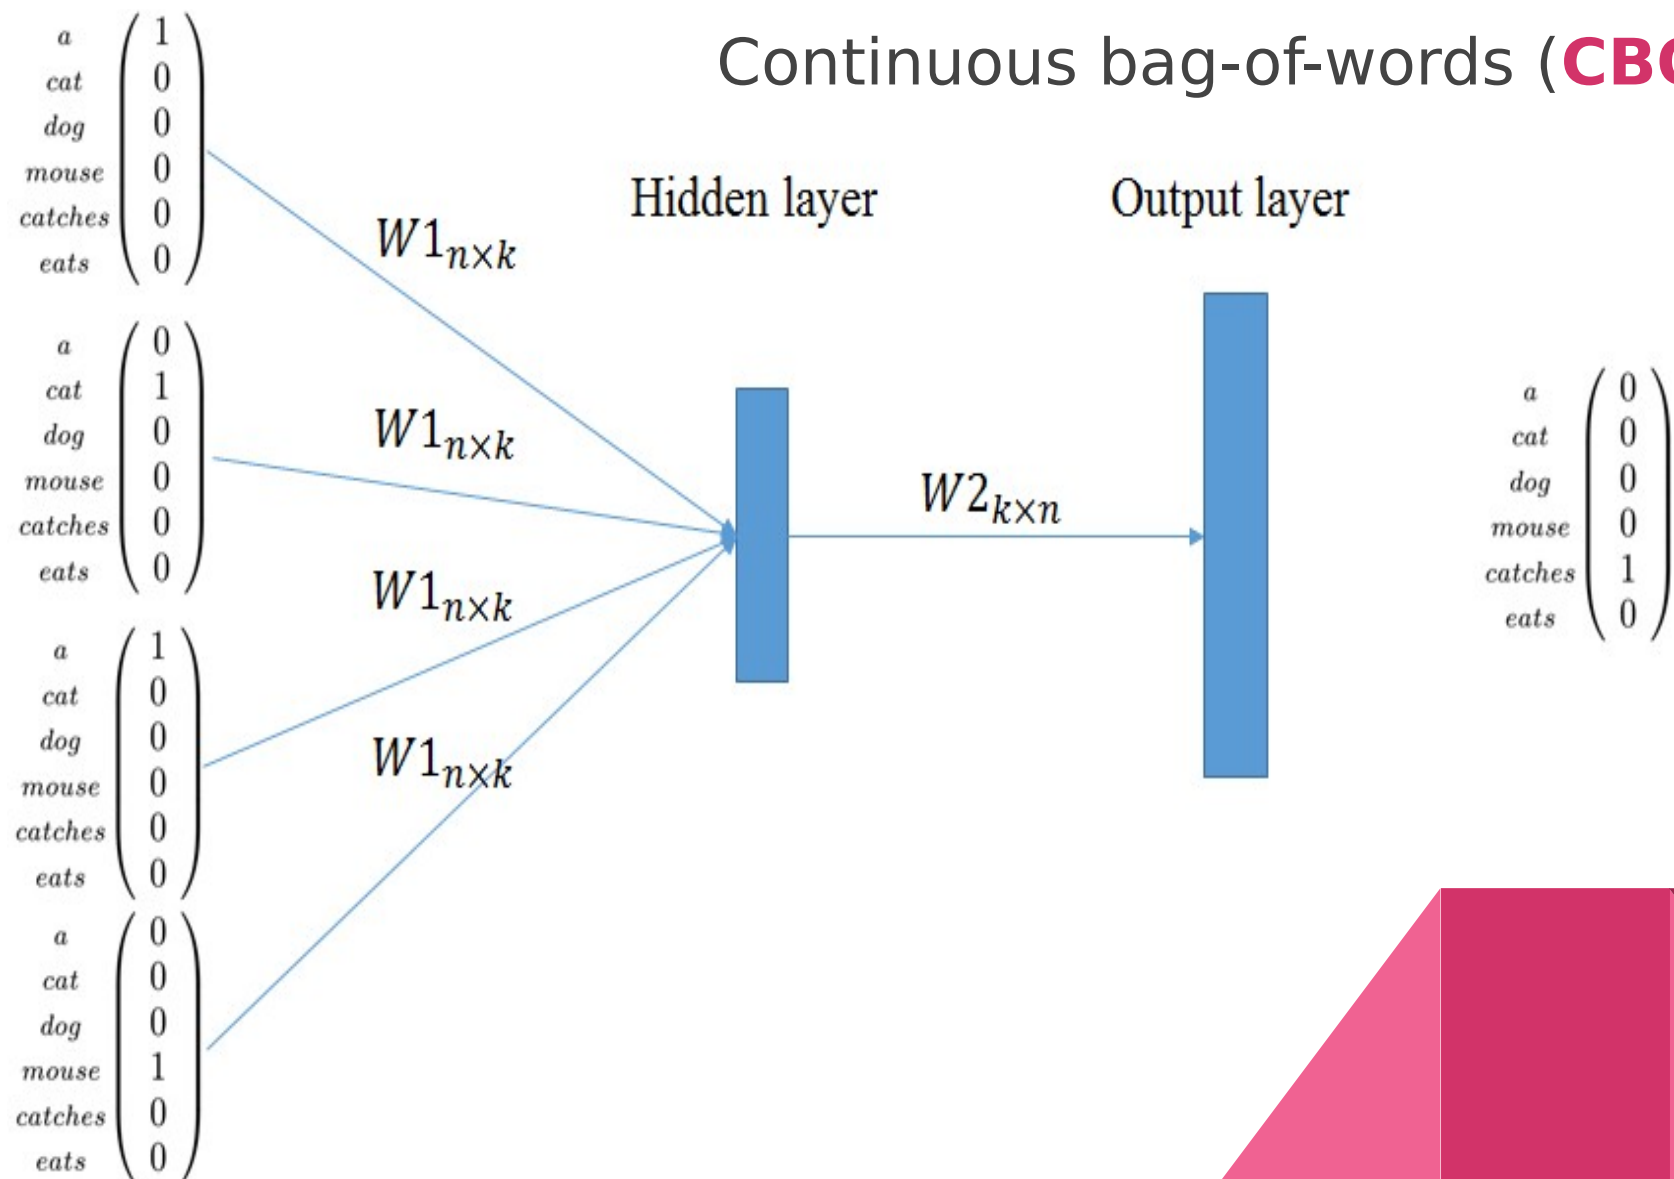 Continuous bag-of-words (CBO
a 1
cat 0
dog 0
mouse 0
catches 0
eats 0
a 0
cat 1
dog 0
mouse 0
catches 0
eats 0
a 1
cat 0
dog 0
mouse 0
catches 0
eats 0
a 0
cat 0
dog 0
mouse 1
catches 0
eats 0
W1n×k
W1n×k
W1n×k
W1n×k
Hidden layer
W2k×n
Output layer
a 0
cat 0
dog 0
mouse 0
catches 1
eats 0